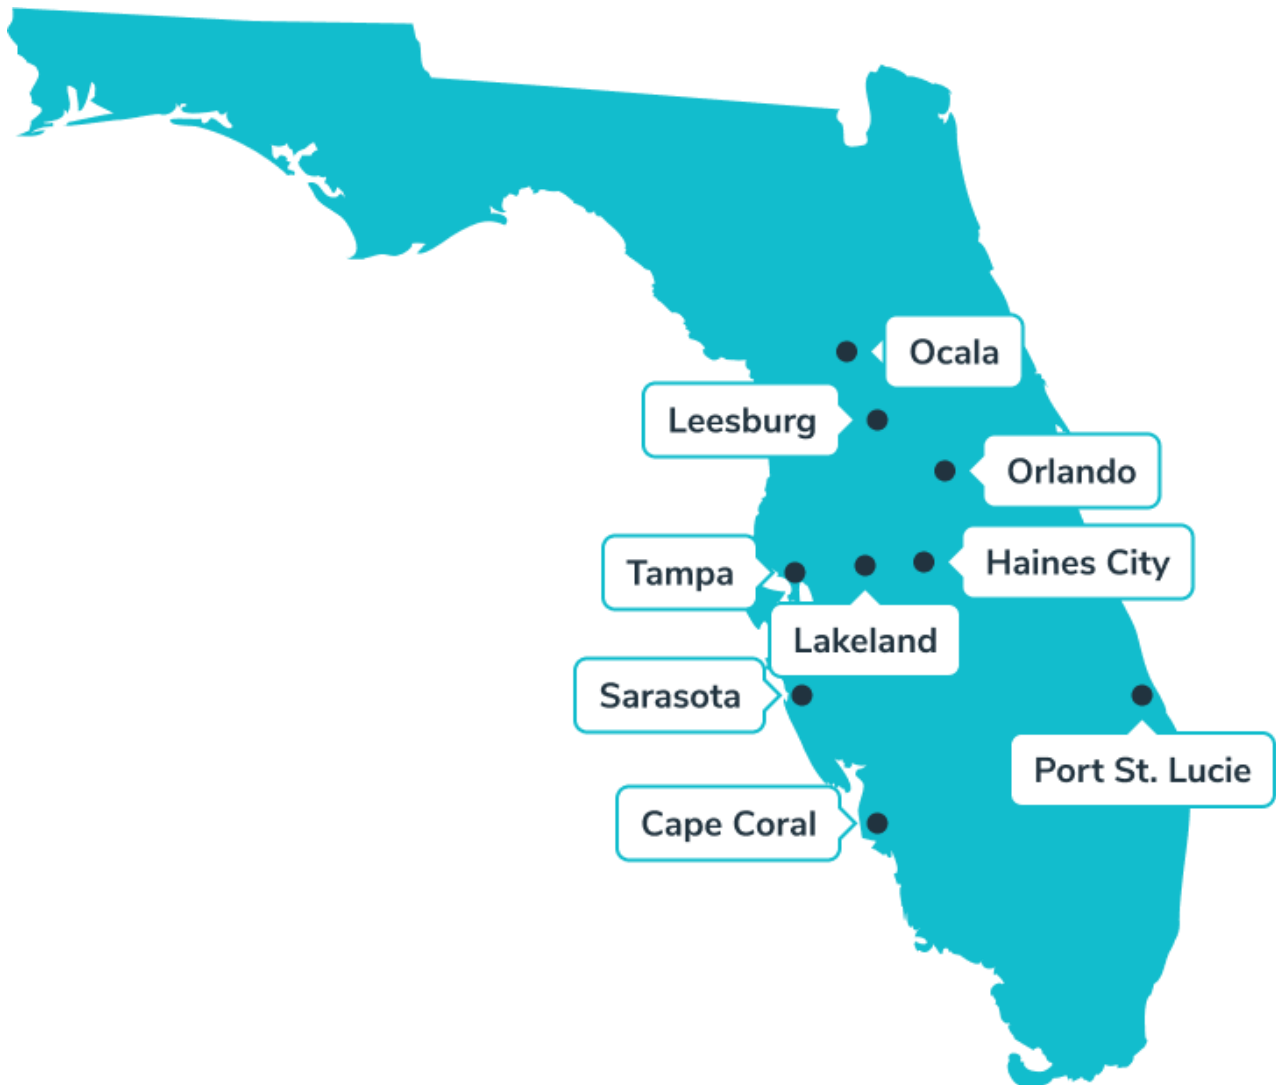 Ocala
Leesburg
Orlando
Haines City
Tampa
Lakeland
Sarasota
Port St. Lucie
Cape Coral